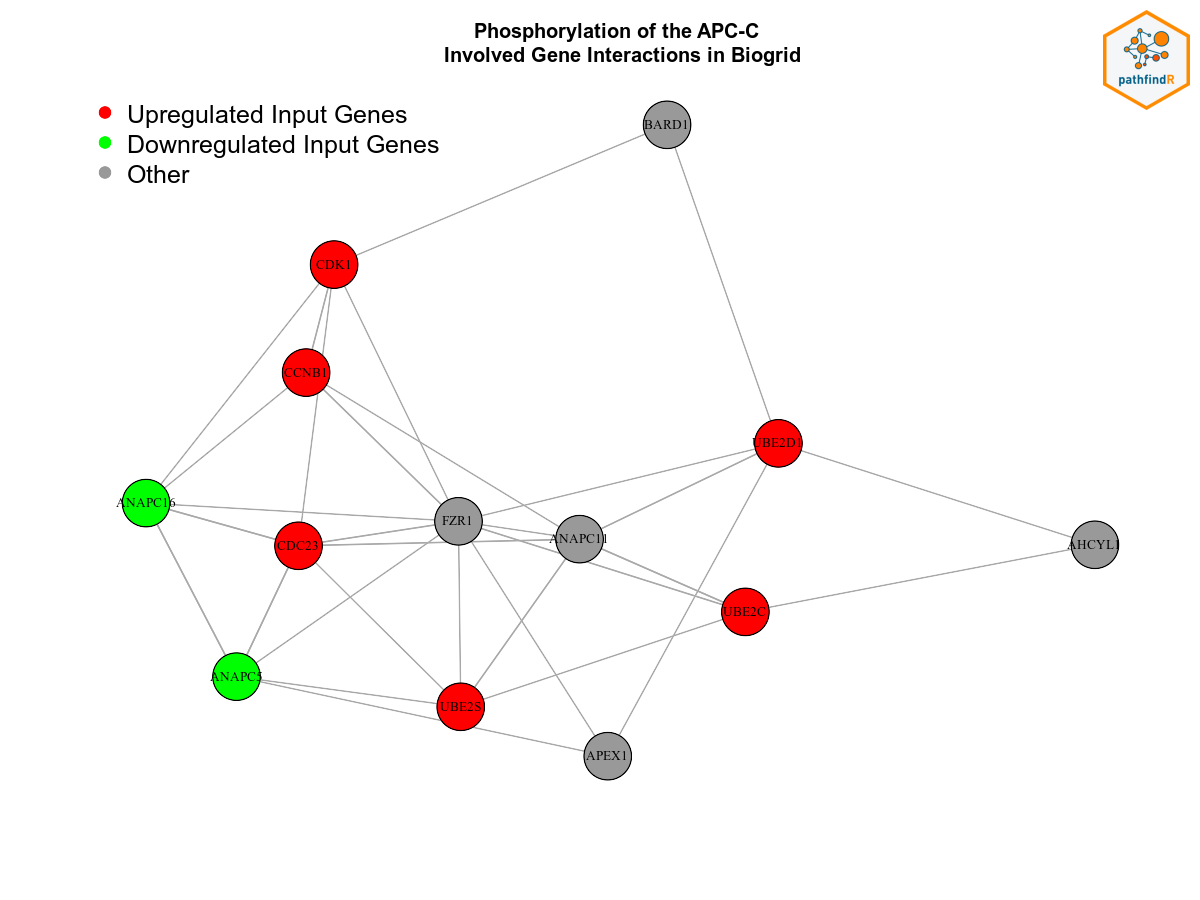 Phosphorylation of the APC-C
Involved Gene Interactions in Biogrid
pathfindR
Upregulated Input Genes
Downregulated Input Genes
Other
BARD1
CDK1
CCNB1
UBE2D1
ANAPC16
FZR1
ANAPC11
CDC23
AHCYL1
UBE2C
ANAPC5
UBE2S
APEX1